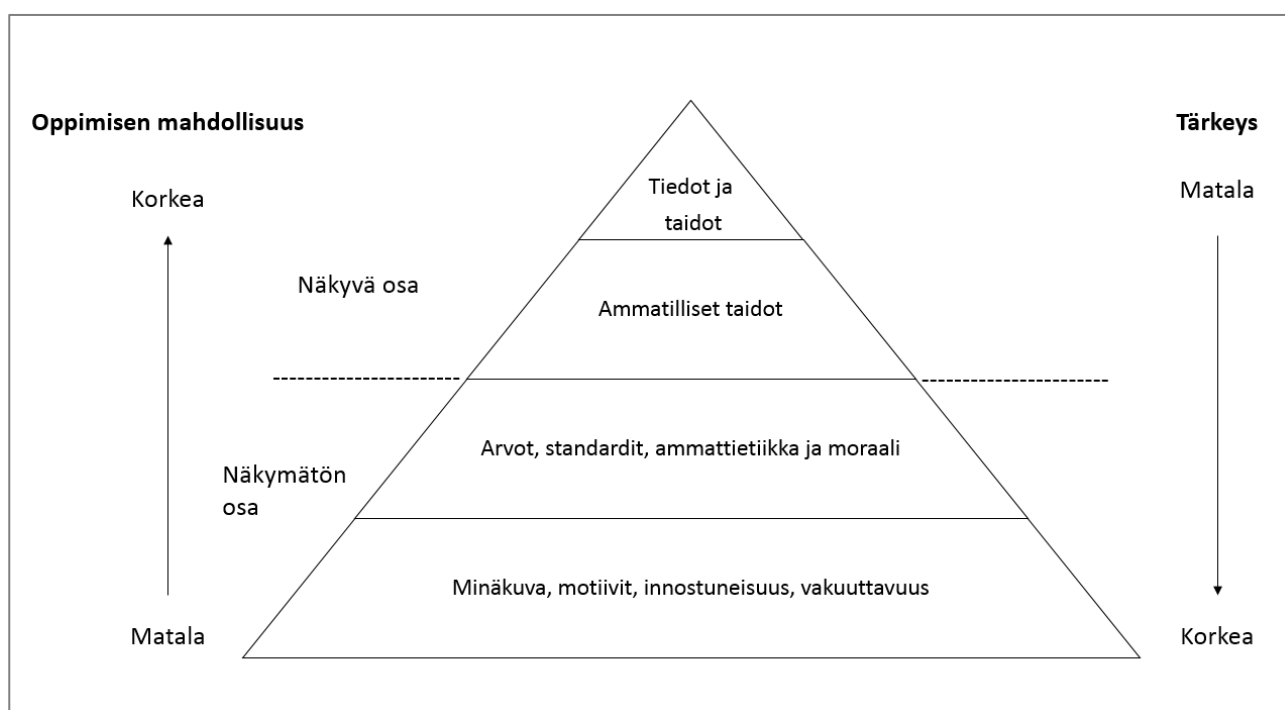 Oppimisen mahdollisuus
Tärkeys
Korkea
Matala
Tiedot ja
taidot
Näkyvä osa
Ammatilliset taidot
Arvot, standardit, ammattietiikka ja moraali
Näkymätön
osa
Minäkuva, motiivit, innostuneisuus, vakuuttavuus
Matala
Korkea